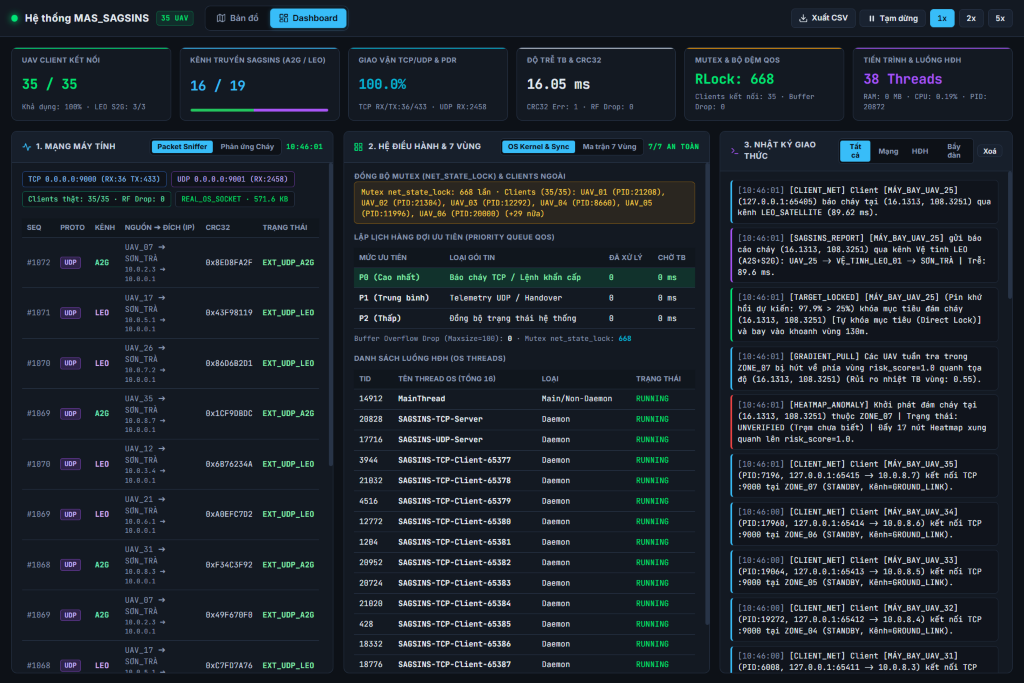 Hệ thống MAS_SAGSINS 35 UAV Bản đồ Dashboard Xuất CSV Tạm dừng 1x 2x 5x
UAV CLIENT KẾT NỐI
35 / 35
Khả dụng: 100% · LEO S2G: 3/3
KÊNH TRUYỀN SAGSINS (A2G / LEO)
16 / 19
GIAO VẬN TCP/UDP & PDR
100.0%
TCP RX/TX:36/433 · UDP RX:2458
ĐỘ TRỄ TB & CRC32
16.05 ms
CRC32 Err: 1 · RF Drop: 0
MUTEX & BỘ ĐỆM QOS
RLock: 668
Clients kết nối: 35 · Buffer
Drop: 0
TIẾN TRÌNH & LUỒNG HĐH
38 Threads
RAM: 0 MB · CPU: 0.19% · PID:
20872
1. MẠNG MÁY TÍNH Packet Sniffer Phản ứng Cháy 10:46:01
TCP 0.0.0.0:9000 (RX:36 TX:433) UDP 0.0.0.0:9001 (RX:2458)
Clients thật: 35/35 · RF Drop: 0 REAL_OS_SOCKET · 571.6 KB
SEQ PROTO KÊNH NGUỒN → ĐÍCH (IP) CRC32 TRẠNG THÁI
#1072 UDP A2G UAV_07 → SƠN_TRÀ 10.0.2.3 → 10.0.0.1 0x8ED8FA2F EXT_UDP_A2G
#1071 UDP LEO UAV_17 → SƠN_TRÀ 10.0.5.1 → 10.0.0.1 0x43F98119 EXT_UDP_LEO
#1070 UDP LEO UAV_26 → SƠN_TRÀ 10.0.7.2 → 10.0.0.1 0x86D6B2D1 EXT_UDP_LEO
#1069 UDP A2G UAV_35 → SƠN_TRÀ 10.0.8.7 → 10.0.0.1 0x1CF9D8DC EXT_UDP_A2G
#1070 UDP LEO UAV_12 → SƠN_TRÀ 10.0.3.4 → 10.0.0.1 0x6B76234A EXT_UDP_LEO
#1069 UDP LEO UAV_21 → SƠN_TRÀ 10.0.6.1 → 10.0.0.1 0xA0EFC7D2 EXT_UDP_LEO
#1068 UDP A2G UAV_31 → SƠN_TRÀ 10.0.8.3 → 10.0.0.1 0xF34C3F92 EXT_UDP_A2G
#1069 UDP A2G UAV_07 → SƠN_TRÀ 10.0.2.3 → 10.0.0.1 0x49F670F0 EXT_UDP_A2G
#1068 UDP LEO UAV_17 → SƠN_TRÀ 0xC7FD7A76 EXT_UDP_LEO
2. HỆ ĐIỀU HÀNH & 7 VÙNG OS Kernel & Sync Ma trận 7 Vùng 7/7 AN TOÀN
ĐỒNG BỘ MUTEX (NET_STATE_LOCK) & CLIENTS NGOÀI
Mutex net_state_lock: 668 lần · Clients (35/35): UAV_01 (PID:21208),
UAV_02 (PID:21384), UAV_03 (PID:12292), UAV_04 (PID:8660), UAV_05
(PID:11996), UAV_06 (PID:20000) (+29 nữa)
LẬP LỊCH HÀNG ĐỢI ƯU TIÊN (PRIORITY QUEUE QOS)
MỨC ƯU TIÊN LOẠI GÓI TIN ĐÃ XỬ LÝ CHỜ TB
P0 (Cao nhất) Báo cháy TCP / Lệnh khẩn cấp 0 0 ms
P1 (Trung bình) Telemetry UDP / Handover 0 0 ms
P2 (Thấp) Đồng bộ trạng thái hệ thống 0 0 ms
Buffer Overflow Drop (Maxsize=100): 0 · Mutex net_state_lock: 668
DANH SÁCH LUỒNG HĐH (OS THREADS)
TID TÊN THREAD OS (TỔNG 16) LOẠI TRẠNG THÁI
14912 MainThread Main/Non-Daemon RUNNING
20828 SAGSINS-TCP-Server Daemon RUNNING
17716 SAGSINS-UDP-Server Daemon RUNNING
3944 SAGSINS-TCP-Client-65377 Daemon RUNNING
21032 SAGSINS-TCP-Client-65378 Daemon RUNNING
4516 SAGSINS-TCP-Client-65379 Daemon RUNNING
12772 SAGSINS-TCP-Client-65380 Daemon RUNNING
1204 SAGSINS-TCP-Client-65381 Daemon RUNNING
20952 SAGSINS-TCP-Client-65382 Daemon RUNNING
20724 SAGSINS-TCP-Client-65383 Daemon RUNNING
21020 SAGSINS-TCP-Client-65384 Daemon RUNNING
428 SAGSINS-TCP-Client-65385 Daemon RUNNING
18332 SAGSINS-TCP-Client-65386 Daemon RUNNING
18776 SAGSINS-TCP-Client-65387 Daemon RUNNING
3. NHẬT KÝ GIAO THỨC Tất cả Mạng HĐH Bầy đàn Xoá
[10:46:01] [CLIENT_NET] Client [MÁY_BAY_UAV_25]
(127.0.0.1:65405) báo cháy tại (16.1313, 108.3251) qua
kênh LEO_SATELLITE (89.62 ms).
[10:46:01] [SAGSINS_REPORT] [MÁY_BAY_UAV_25] gửi báo
cáo cháy (16.1313, 108.3251) qua kênh Vệ tinh LEO
(A2S+S2G): UAV_25 → VỆ_TINH_LEO_01 → SƠN_TRÀ | Trễ:
89.6 ms.
[10:46:01] [TARGET_LOCKED] [MÁY_BAY_UAV_25] (Pin khứ
hồi dự kiến: 97.9% > 25%) khóa mục tiêu đám cháy
(16.1313, 108.3251) [Tự khóa mục tiêu (Direct Lock)]
và bay vào khoanh vùng 130m.
[10:46:01] [GRADIENT_PULL] Các UAV tuần tra trong
ZONE_07 bị hút về phía vùng risk_score=1.0 quanh tọa
độ (16.1313, 108.3251) (Rủi ro nhiệt TB vùng: 0.55).
[10:46:01] [HEATMAP_ANOMALY] Khởi phát đám cháy tại
(16.1313, 108.3251) thuộc ZONE_07 | Trạng thái:
UNVERIFIED (Trạm chưa biết) | Đẩy 17 nút Heatmap xung
quanh lên risk_score=1.0.
[10:46:01] [CLIENT_NET] Client [MÁY_BAY_UAV_35]
(PID:7196, 127.0.0.1:65415 → 10.0.8.7) kết nối TCP
:9000 tại ZONE_07 (STANDBY, Kênh=GROUND_LINK).
[10:46:00] [CLIENT_NET] Client [MÁY_BAY_UAV_34]
(PID:17960, 127.0.0.1:65414 → 10.0.8.6) kết nối TCP
:9000 tại ZONE_06 (STANDBY, Kênh=GROUND_LINK).
[10:46:00] [CLIENT_NET] Client [MÁY_BAY_UAV_33]
(PID:19064, 127.0.0.1:65413 → 10.0.8.5) kết nối TCP
:9000 tại ZONE_05 (STANDBY, Kênh=GROUND_LINK).
[10:46:00] [CLIENT_NET] Client [MÁY_BAY_UAV_32]
(PID:19272, 127.0.0.1:65412 → 10.0.8.4) kết nối TCP
:9000 tại ZONE_04 (STANDBY, Kênh=GROUND_LINK).
[10:46:00] [CLIENT_NET] Client [MÁY_BAY_UAV_31]
(PID:6008, 127.0.0.1:65411 → 10.0.8.3) kết nối TCP